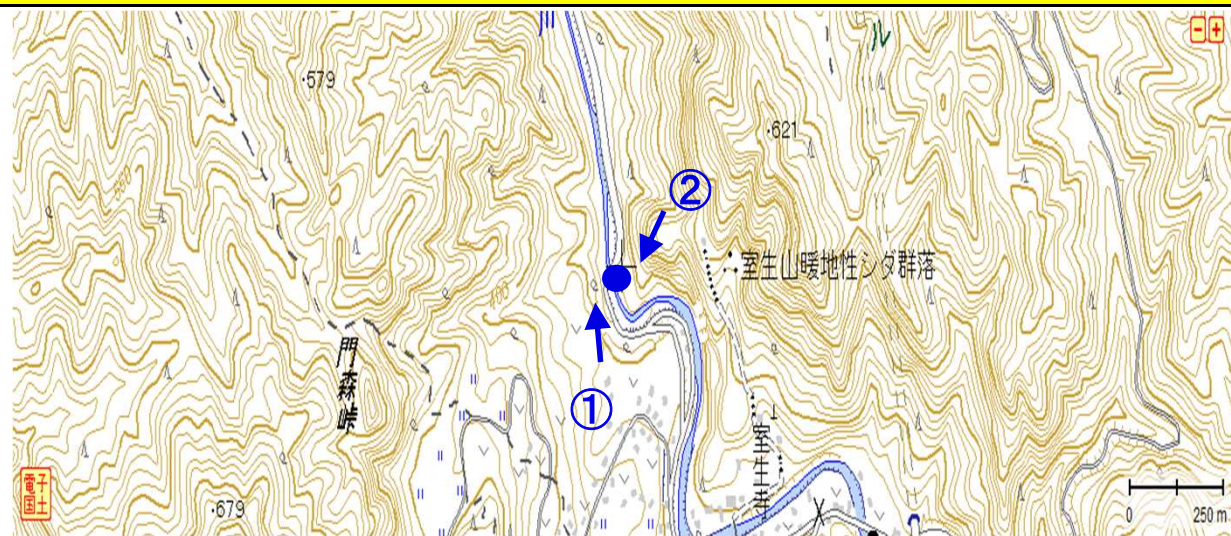 川
ル
·579
·621
②
室生山暖地性シダ群落
門森峠
①
室生寺
電子国土
·679
0 250 m